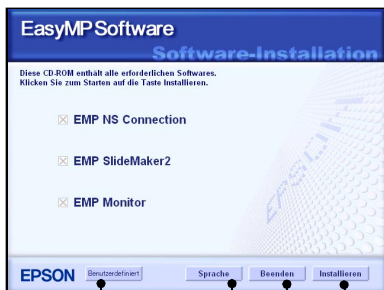 EasyMP Software
Software-Installation
Diese CD-ROM enthält alle erforderlichen Softwares.
Klicken Sie zum Starten auf die Taste Installieren.
EMP NS Connection
EMP SlideMaker2
EMP Monitor
EPSON
EPSON Benutzerdefiniert Sprache Beenden Installieren